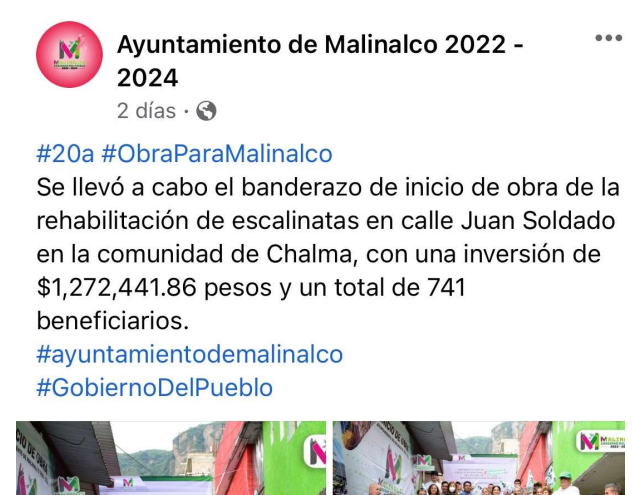 Ayuntamiento de Malinalco 2022 -
2024
2 días ·
#20a #ObraParaMalinalco
Se llevó a cabo el banderazo de inicio de obra de la
rehabilitación de escalinatas en calle Juan Soldado
en la comunidad de Chalma, con una inversión de
$1,272,441.86 pesos y un total de 741
beneficiarios.
#ayuntamientodemalinalco
#GobiernoDelPueblo